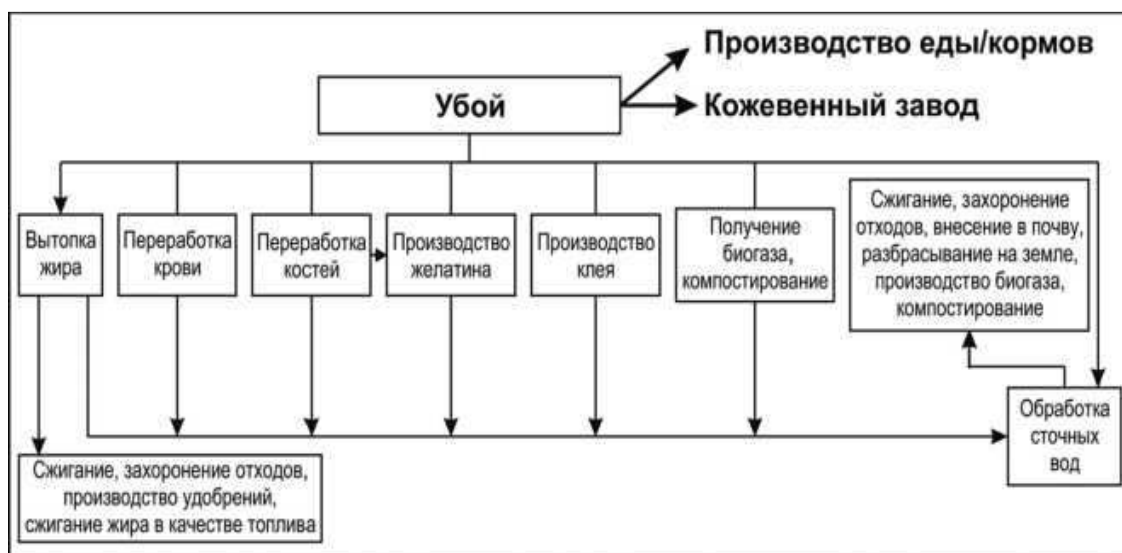 Производство еды/кормов
Убой
Кожевенный завод
Вытопка
жира
Переработка
крови
Переработка
костей
Производство
желатина
Производство
клея
Получение
биогаза,
компостирование
Сжигание, захоронение
отходов, внесение в почву,
разбрасывание на земле,
производство биогаза,
компостирование
Обработка
сточных
вод
Сжигание, захоронение отходов,
производство удобрений,
сжигание жира в качестве топлива